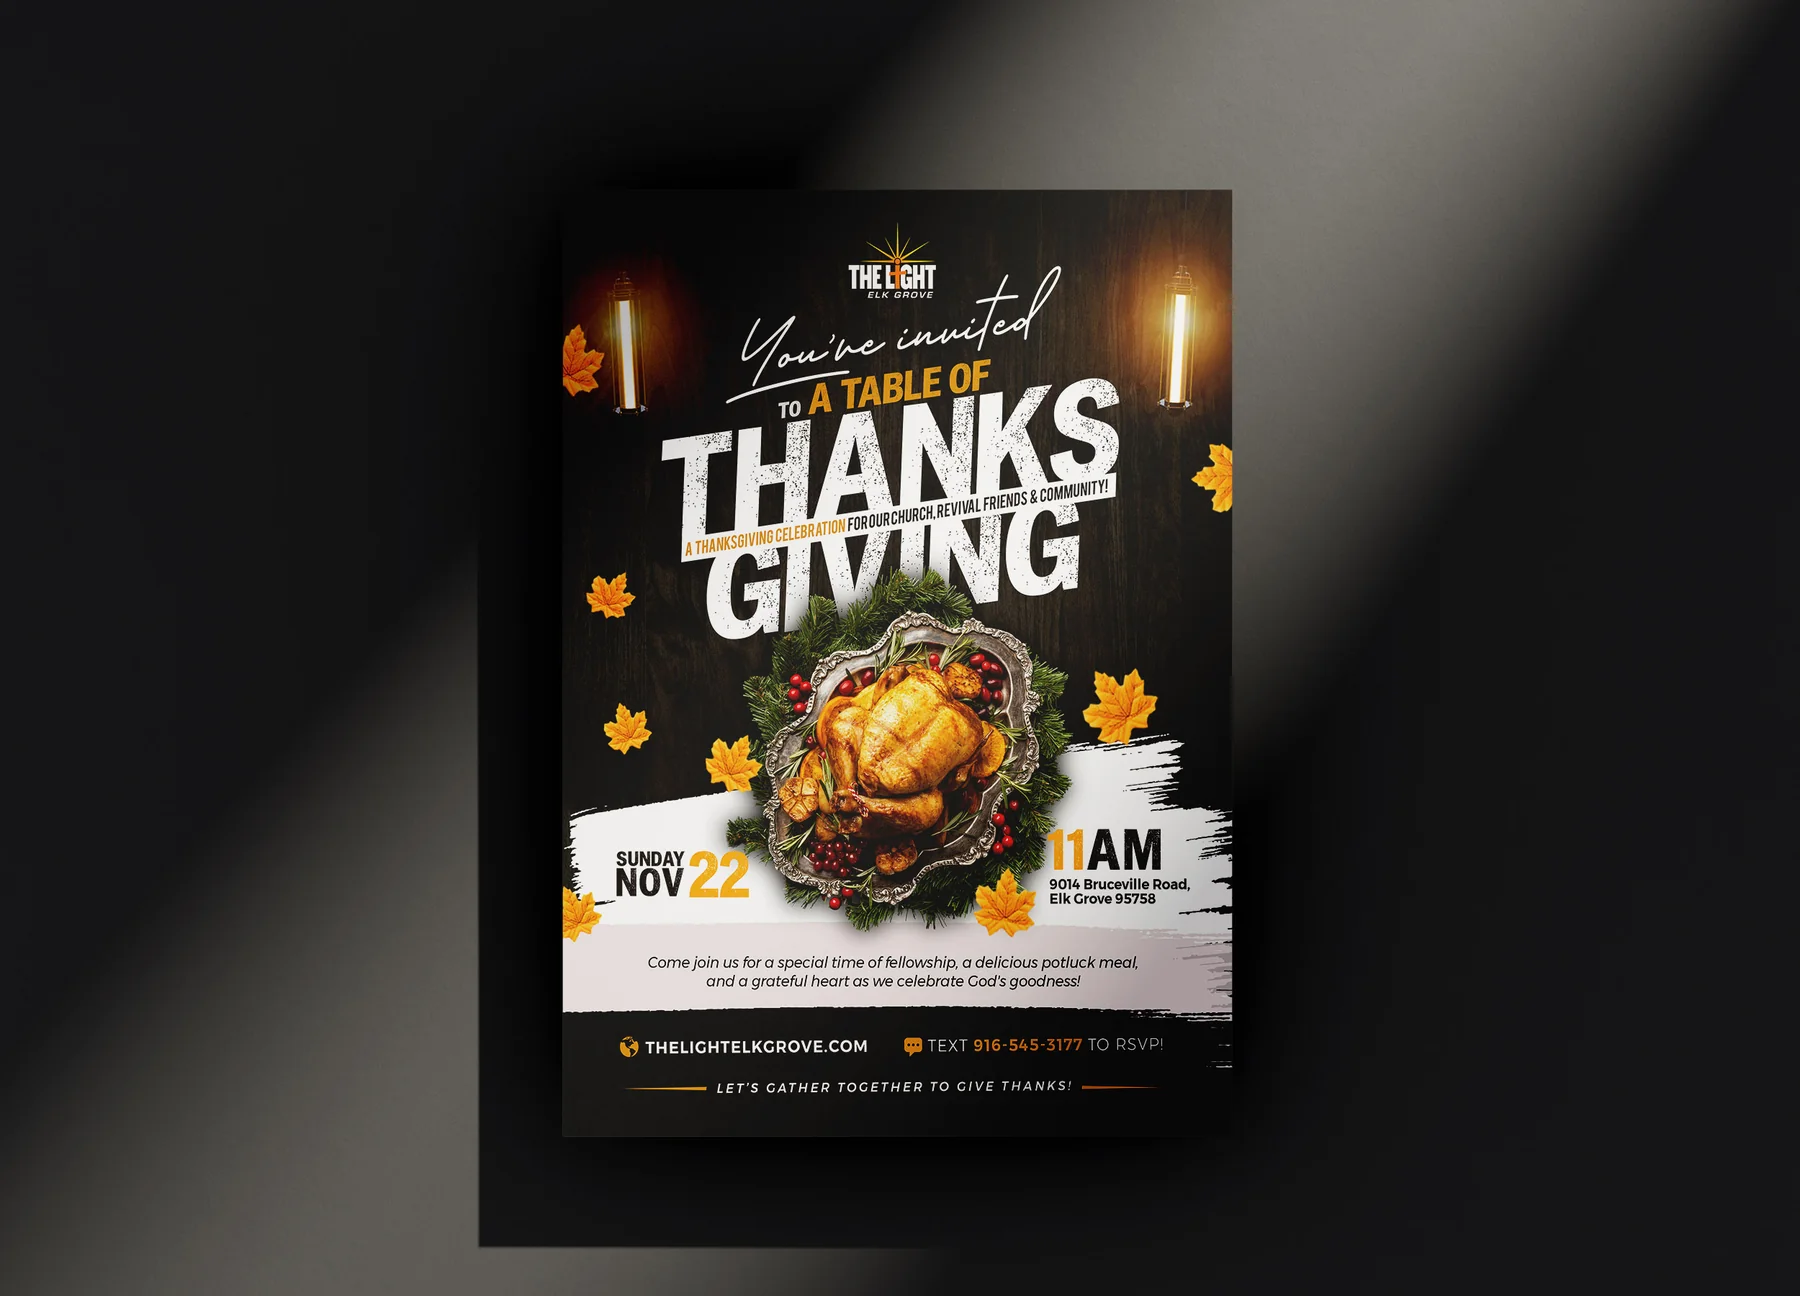 THE LIGHT
ELK GROVE
You've invited
TO A TABLE OF
THANKS
A THANKSGIVING CELEBRATION FOR OUR CHURCH, REVIVAL FRIENDS & COMMUNITY!
GIVING
SUNDAY
NOV 22
11AM
9014 Bruceville Road,
Elk Grove 95758
Come join us for a special time of fellowship, a delicious potluck meal,
and a grateful heart as we celebrate God's goodness!
THELIGHTELKGROVE.COM
TEXT 916-545-3177 TO RSVP!
LET'S GATHER TOGETHER TO GIVE THANKS!